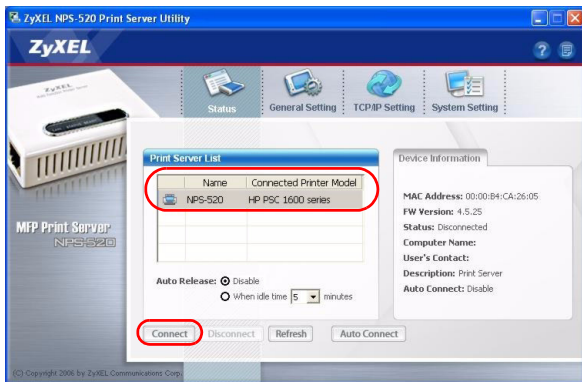 ZyXEL NPS-520 Print Server Utility
ZyXEL
Status
General Setting
TCP/IP Setting
System Setting
ZyXEL
MFP Print Server
NPS-520
Print Server List
Name
Connected Printer Model
NPS-520
HP PSC 1600 series
Auto Release:
Disable
When idle time 5 minutes
Connect
Disconnect
Refresh
Auto Connect
Device Information
MAC Address: 00:00:B4:CA:26:05
FW Version: 4.5.25
Status: Disconnected
Computer Name:
User's Contact:
Description: Print Server
Auto Connect: Disable
(C) Copyright 2006 by ZyXEL Communications Corp.